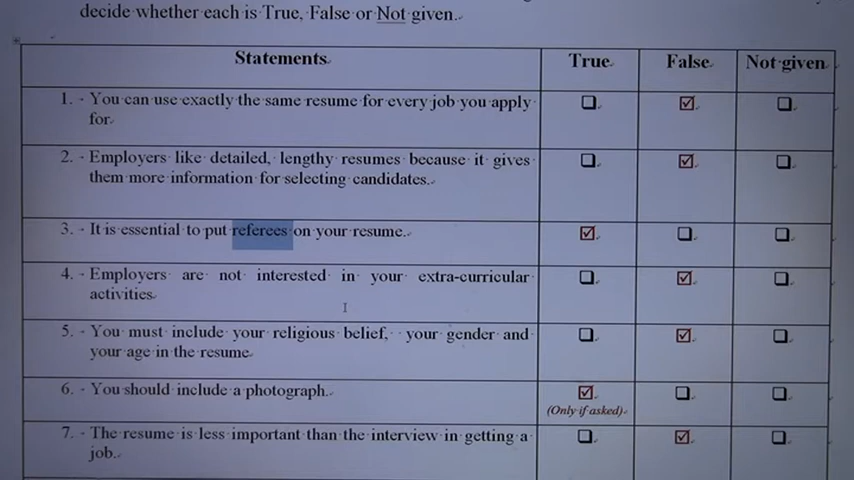 decide whether each is True, False or Not given.
Statements
True
False
Not given
1. You can use exactly the same resume for every job you apply
for.
2. Employers like detailed, lengthy resumes because it gives
them more information for selecting candidates.
3. It is essential to put referees on your resume.
4. Employers are not interested in your extra-curricular
activities
5. You must include your religious belief, your gender and
your age in the resume
6. You should include a photograph.
(Only if asked)
7. The resume is less important than the interview in getting a
job.